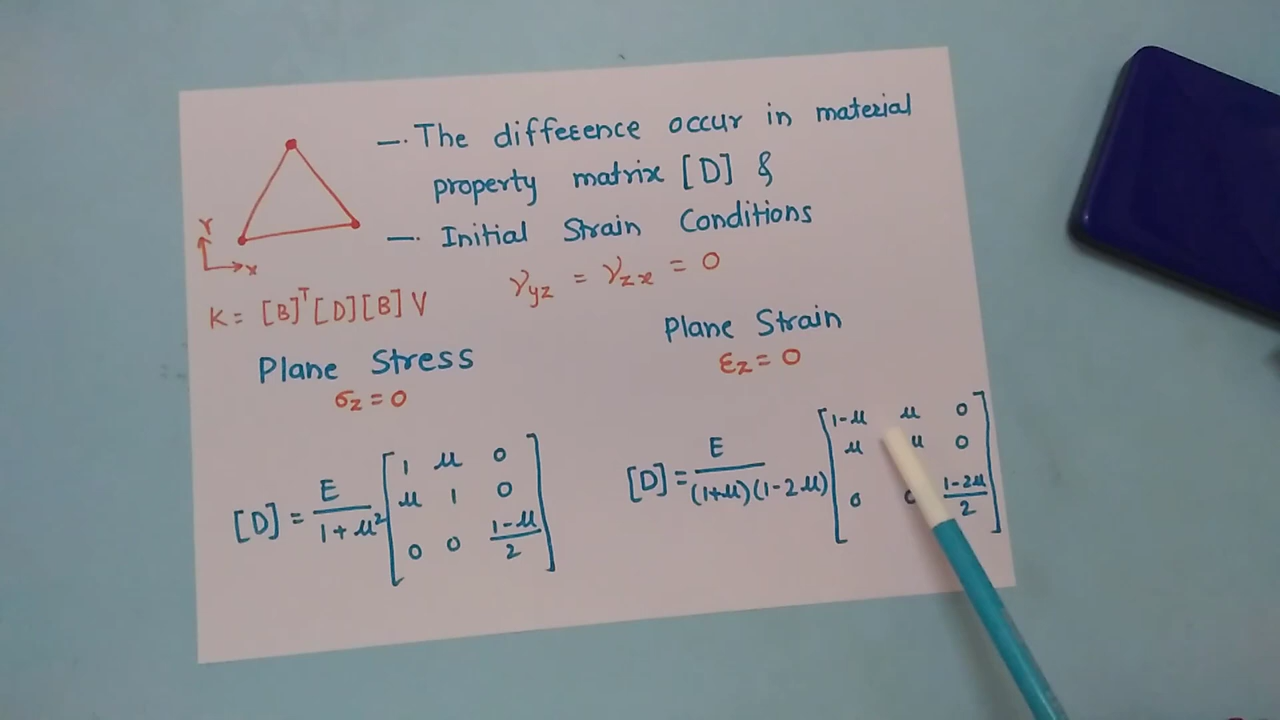 —. The difference occur in material
property matrix [D] &
—. Initial Strain Conditions
γyz = γzx = 0
Y
x
K = [B]ᵀ [D] [B] V
Plane Stress
σz = 0
Plane Strain
εz = 0
[D] = E / (1+μ²) [1 μ 0
μ 1 0
0 0 (1-μ)/2]
[D] = E / (1+μ)(1-2μ) [1-μ μ 0
μ μ 0
0 0 (1-2μ)/2]